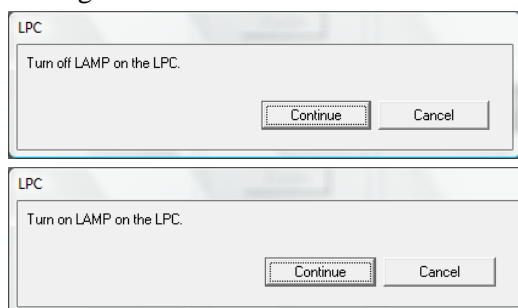 LPC
Turn off LAMP on the LPC.
Continue Cancel
LPC
Turn on LAMP on the LPC.
Continue Cancel